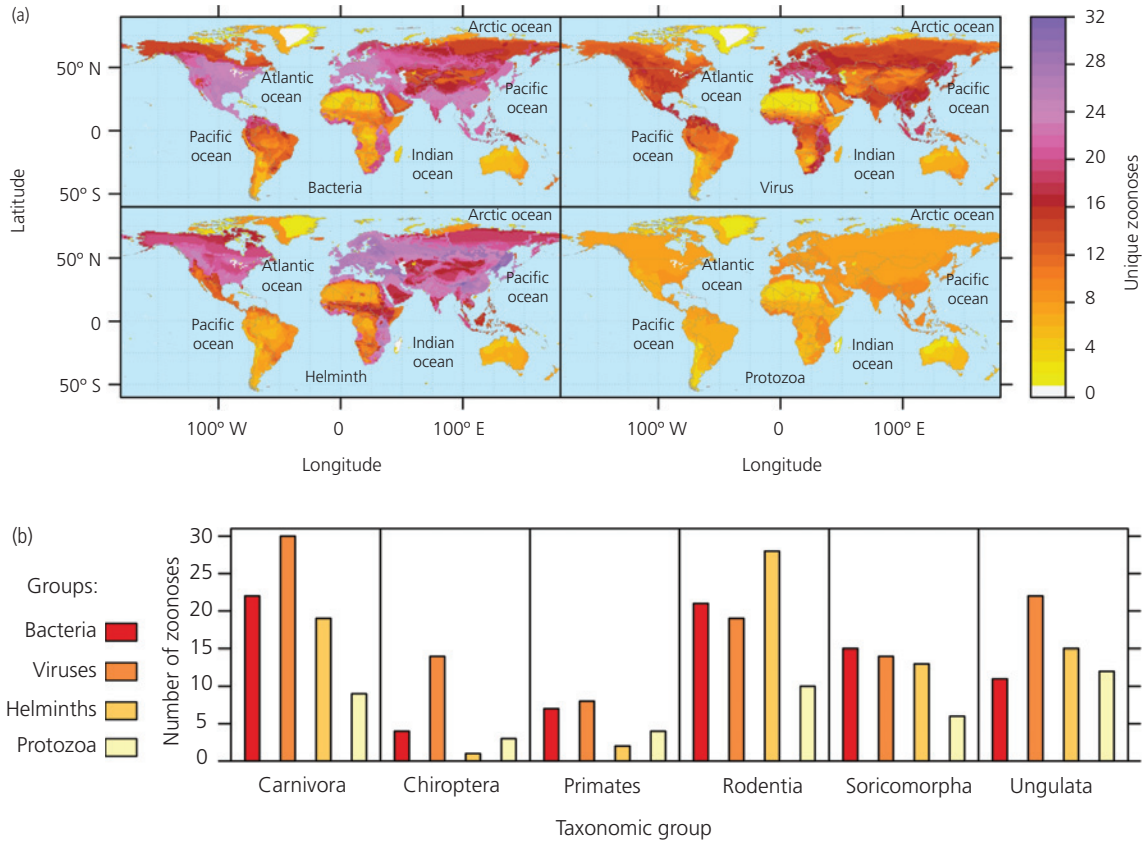 (a)
Arctic ocean
50° N
Atlantic
ocean
Pacific
ocean
0
Pacific
ocean
Indian
ocean
50° S
Bacteria
Arctic ocean
Atlantic
ocean
Pacific
ocean
Pacific
ocean
Indian
ocean
Virus
Arctic ocean
50° N
Atlantic
ocean
Pacific
ocean
0
Pacific
ocean
Indian
ocean
50° S
Helminth
Arctic ocean
Atlantic
ocean
Pacific
ocean
Pacific
ocean
Indian
ocean
Protozoa
Latitude
100° W
0
100° E
100° W
0
100° E
Longitude
Longitude
Unique zoonoses
32
28
24
20
16
12
8
4
0
(b)
Groups:
Bacteria
Viruses
Helminths
Protozoa
Number of zoonoses
30
25
20
15
10
5
0
Carnivora
Chiroptera
Primates
Rodentia
Soricomorpha
Ungulata
Taxonomic group